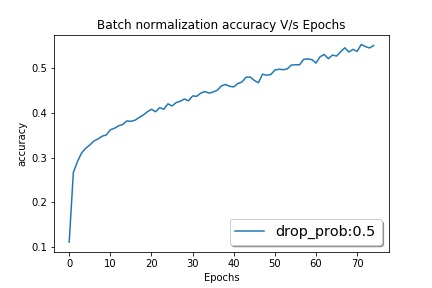 Batch normalization accuracy V/s Epochs
accuracy
0.5
0.4
0.3
0.2
0.1
drop_prob:0.5
0 10 20 30 40 50 60 70
Epochs